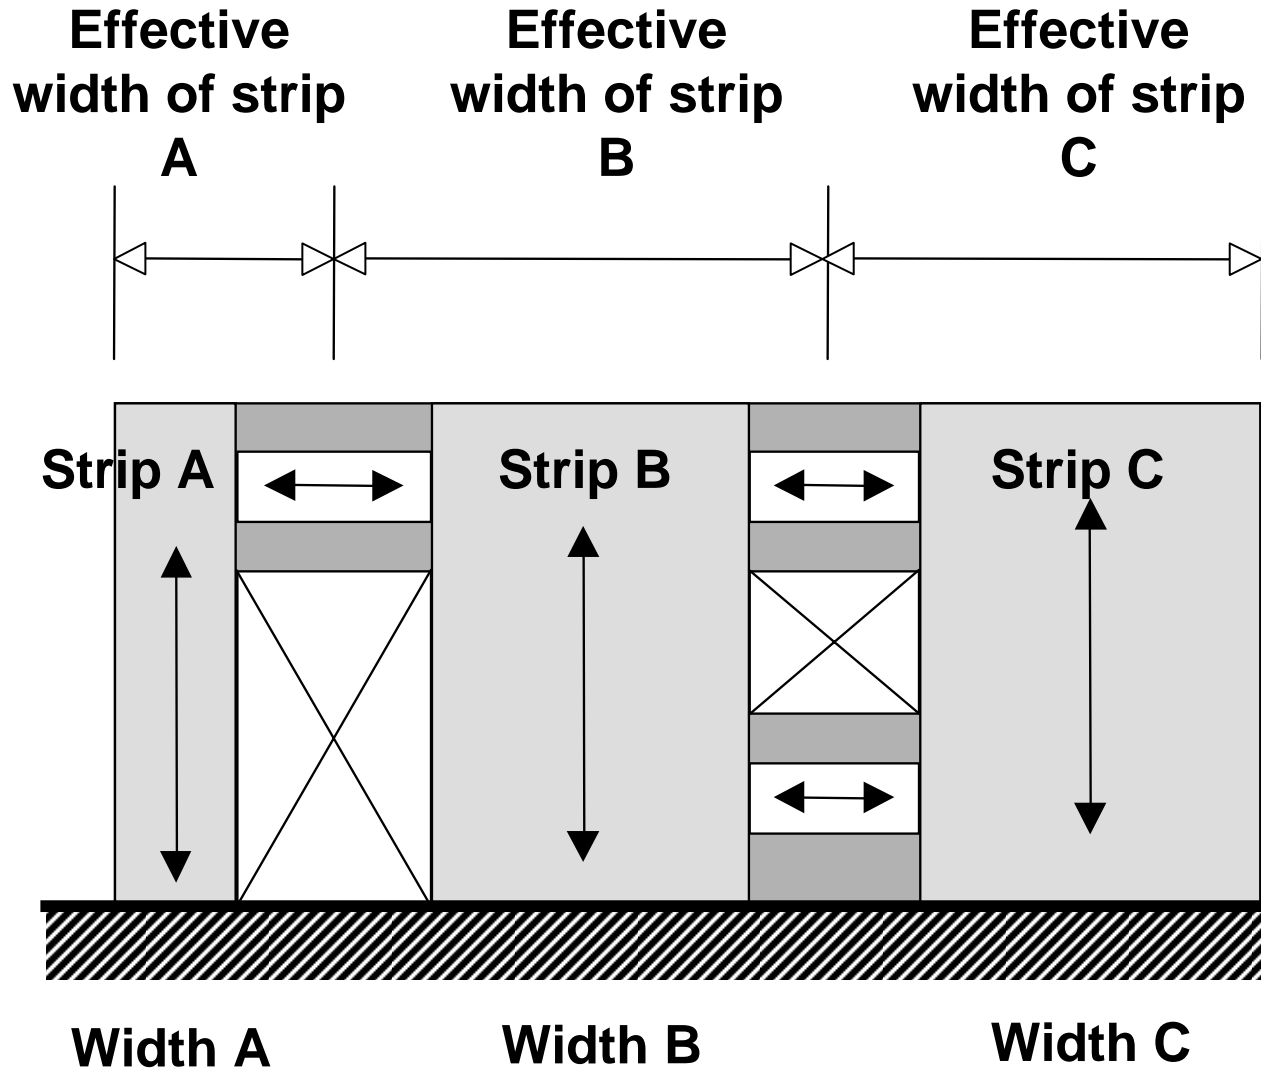 Effective
width of strip
A
Effective
width of strip
B
Effective
width of strip
C
Strip A
Strip B
Strip C
Width A
Width B
Width C